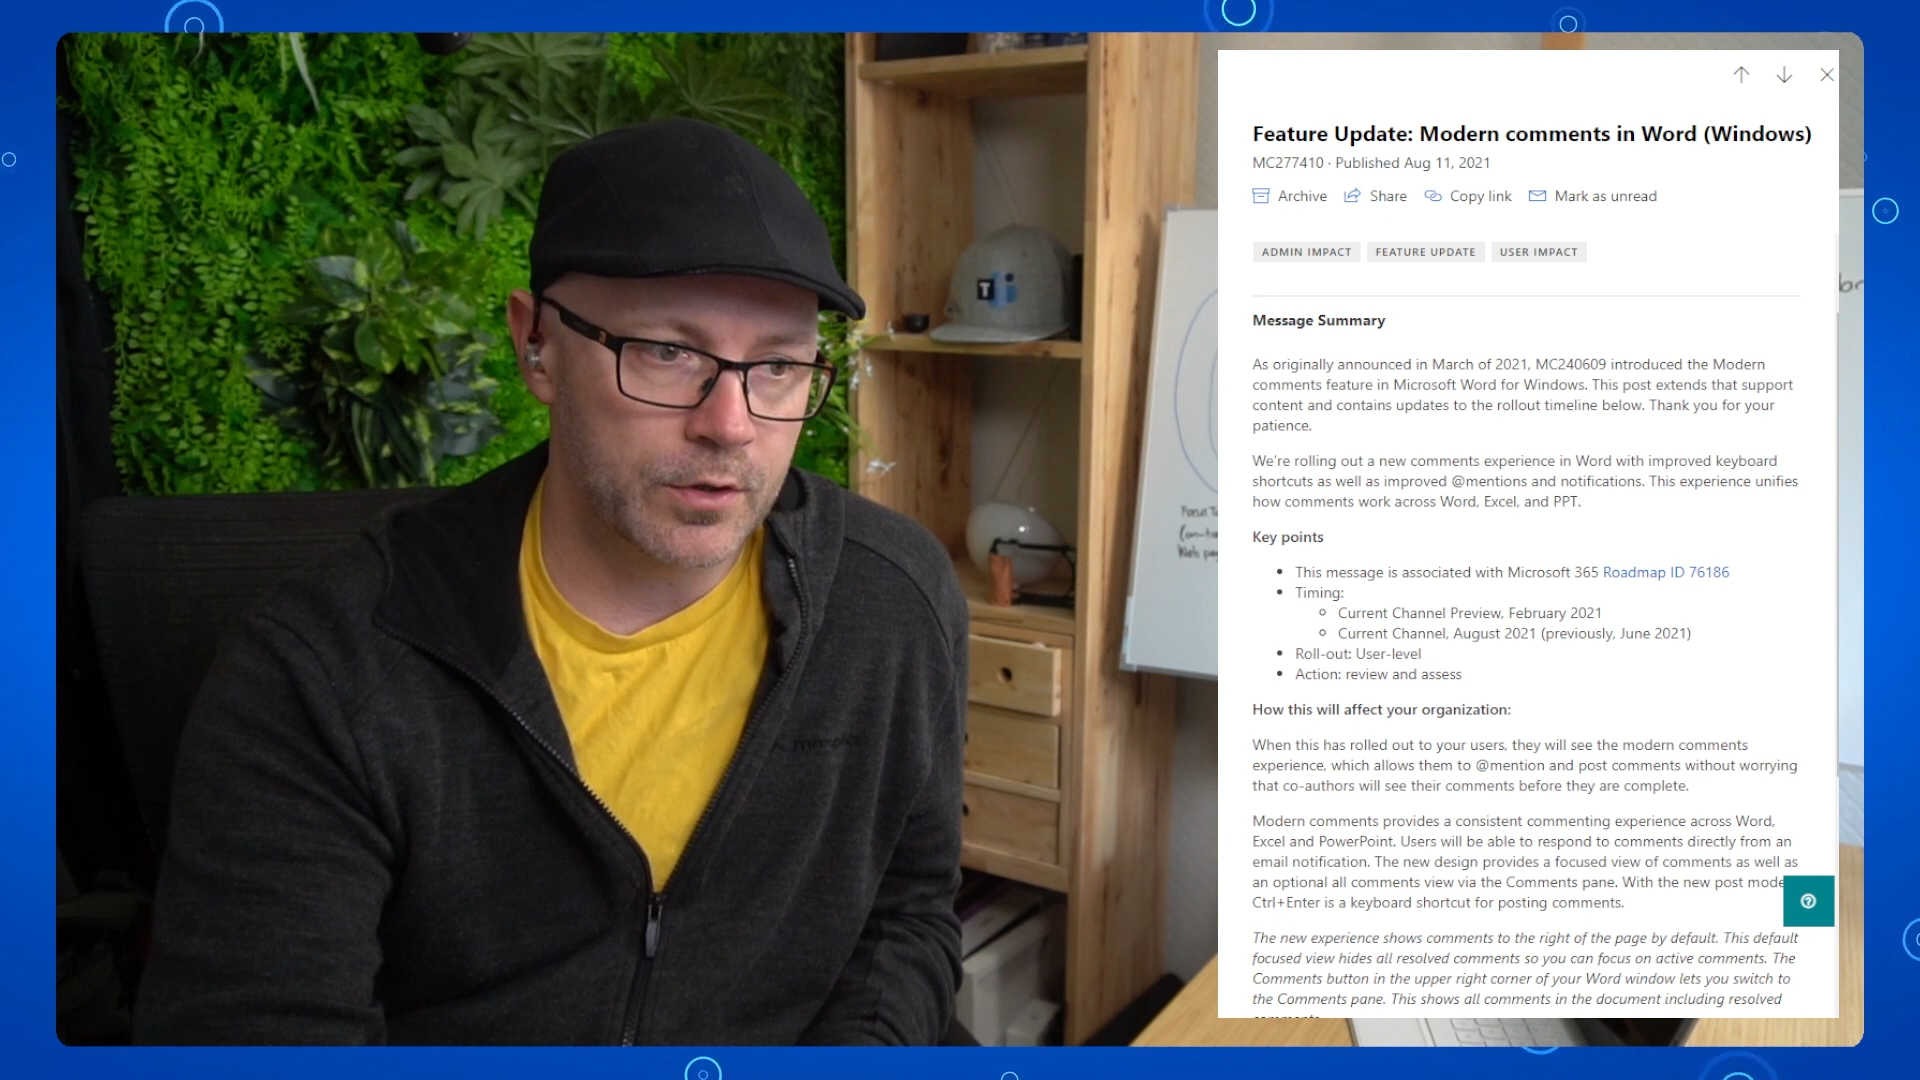 Feature Update: Modern comments in Word (Windows)
MC277410 · Published Aug 11, 2021
Archive Share Copy link Mark as unread
ADMIN IMPACT FEATURE UPDATE USER IMPACT
Message Summary
As originally announced in March of 2021, MC240609 introduced the Modern
comments feature in Microsoft Word for Windows. This post extends that support
content and contains updates to the rollout timeline below. Thank you for your
patience.
We're rolling out a new comments experience in Word with improved keyboard
shortcuts as well as improved @mentions and notifications. This experience unifies
how comments work across Word, Excel, and PPT.
Key points
This message is associated with Microsoft 365 Roadmap ID 76186
Timing:
Current Channel Preview, February 2021
Current Channel, August 2021 (previously, June 2021)
Roll-out: User-level
Action: review and assess
How this will affect your organization:
When this has rolled out to your users, they will see the modern comments
experience, which allows them to @mention and post comments without worrying
that co-authors will see their comments before they are complete.
Modern comments provides a consistent commenting experience across Word,
Excel and PowerPoint. Users will be able to respond to comments directly from an
email notification. The new design provides a focused view of comments as well as
an optional all comments view via the Comments pane. With the new post mode
Ctrl+Enter is a keyboard shortcut for posting comments.
The new experience shows comments to the right of the page by default. This default
focused view hides all resolved comments so you can focus on active comments. The
Comments button in the upper right corner of your Word window lets you switch to
the Comments pane. This shows all comments in the document including resolved
T
Focus
Web